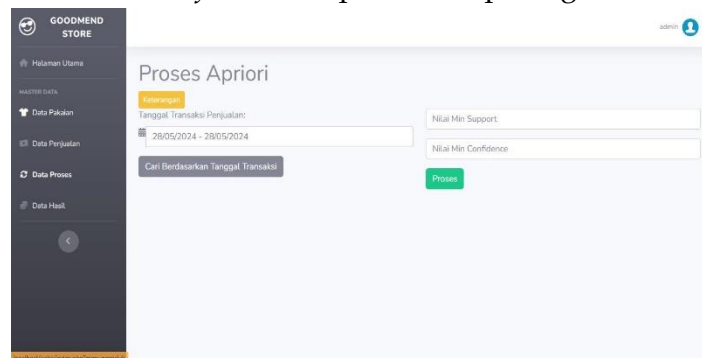 GOODMEND
STORE
admin
Halaman Utama
MASTER DATA
Data Pakaian
Data Penjualan
Data Proses
Data Hasil
Proses Apriori
Keterangan
Tanggal Transaksi Penjualan:
28/05/2024 - 28/05/2024
Cari Berdasarkan Tanggal Transaksi
Nilai Min Support:
Nilai Min Confidence
Proses